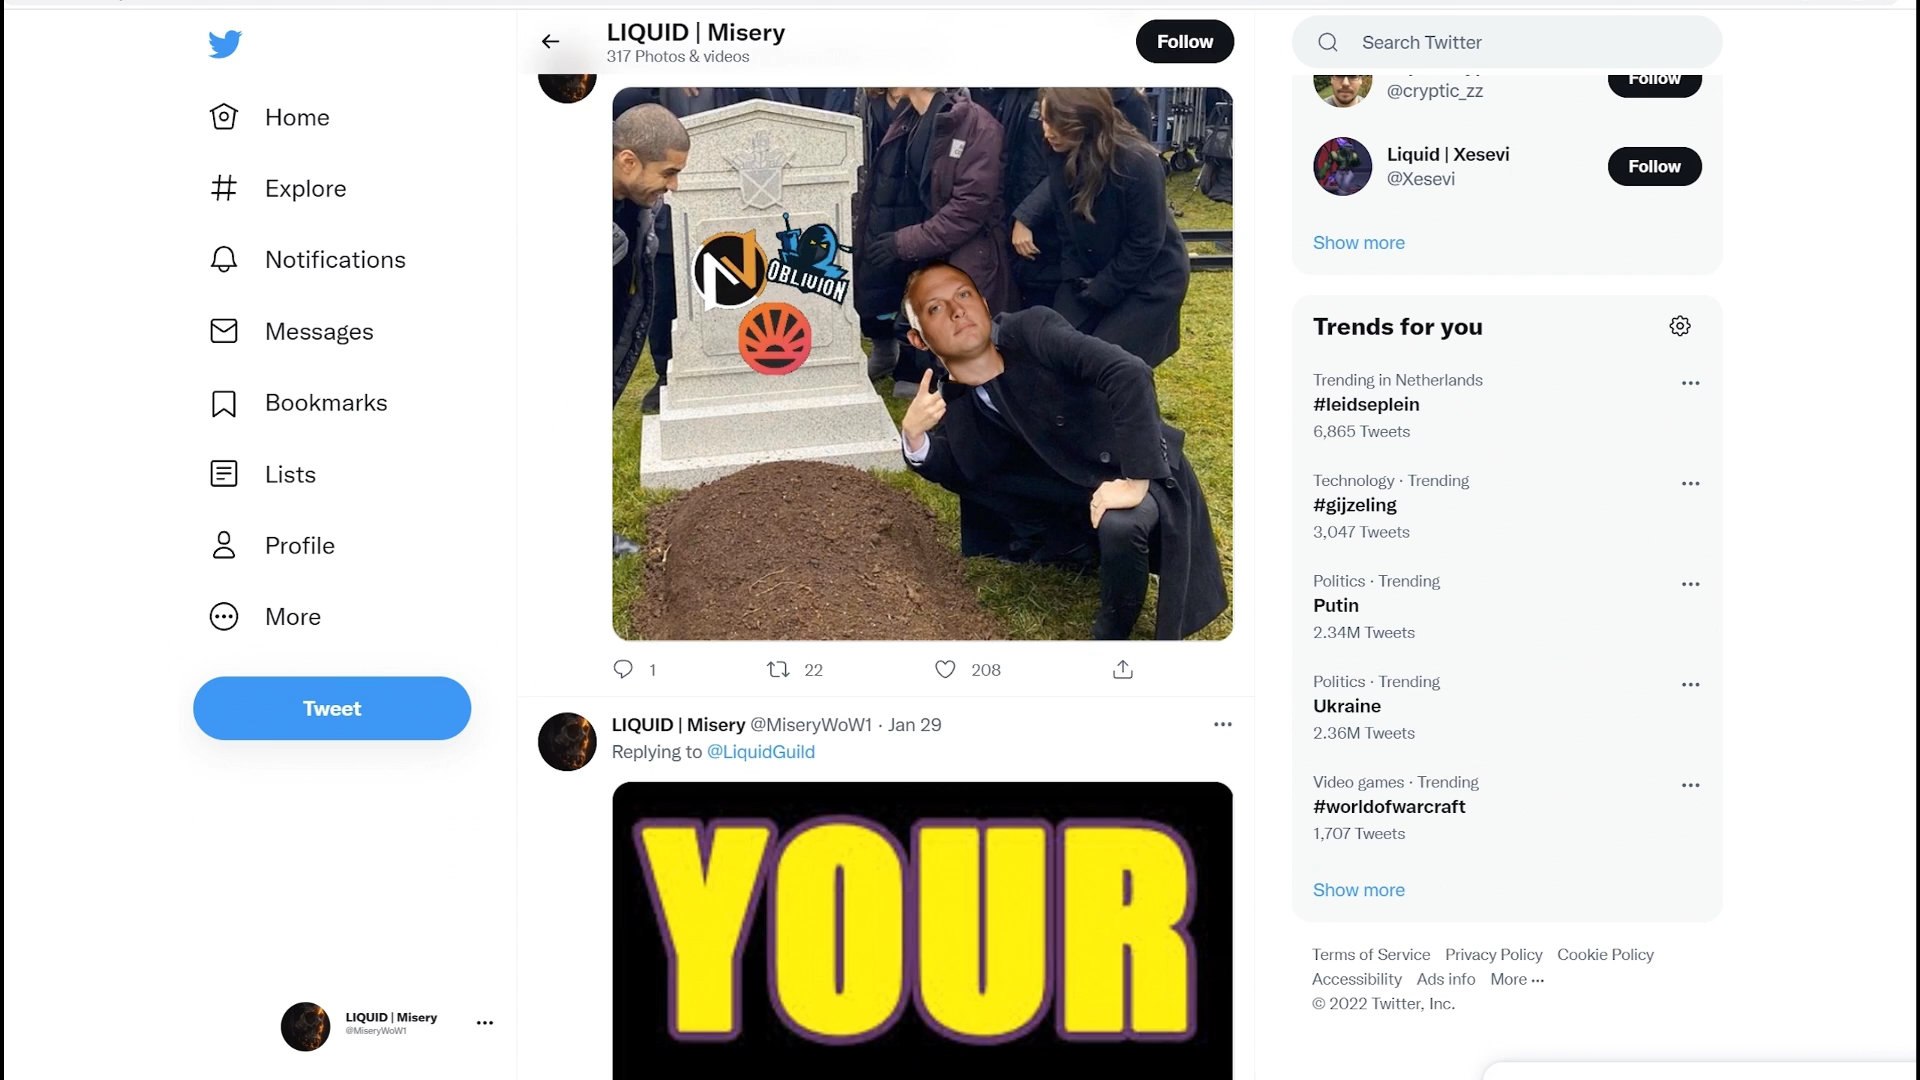 LIQUID | Misery
317 Photos & videos
Follow
Search Twitter
Home
Explore
Notifications
Messages
Bookmarks
Lists
Profile
More
Tweet
LIQUID | Misery
@MiseryWoW1
OBLIVION
1
22
208
LIQUID | Misery @MiseryWoW1 · Jan 29
Replying to @LiquidGuild
YOUR
@cryptic_zz
Follow
Liquid | Xesevi
@Xesevi
Follow
Show more
Trends for you
Trending in Netherlands
#leidseplein
6,865 Tweets
Technology · Trending
#gijzeling
3,047 Tweets
Politics · Trending
Putin
2.34M Tweets
Politics · Trending
Ukraine
2.36M Tweets
Video games · Trending
#worldofwarcraft
1,707 Tweets
Show more
Terms of Service Privacy Policy Cookie Policy
Accessibility Ads info More ···
© 2022 Twitter, Inc.